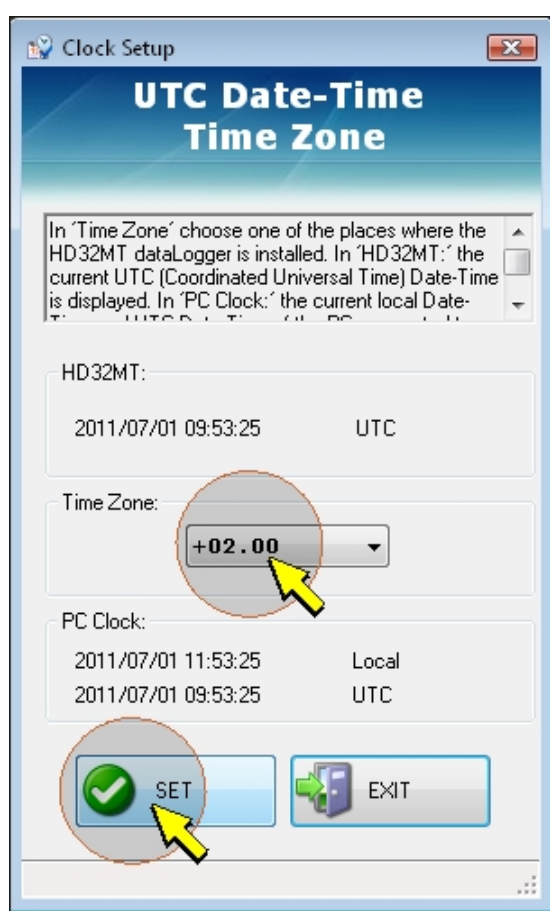 Clock Setup
UTC Date-Time
Time Zone
In ´Time Zone´ choose one of the places where the
HD32MT dataLogger is installed. In ´HD32MT:´ the
current UTC (Coordinated Universal Time) Date-Time
is displayed. In ´PC Clock:´ the current local Date-
HD32MT:
2011/07/01 09:53:25 UTC
Time Zone:
+02.00
PC Clock:
2011/07/01 11:53:25 Local
2011/07/01 09:53:25 UTC
SET EXIT